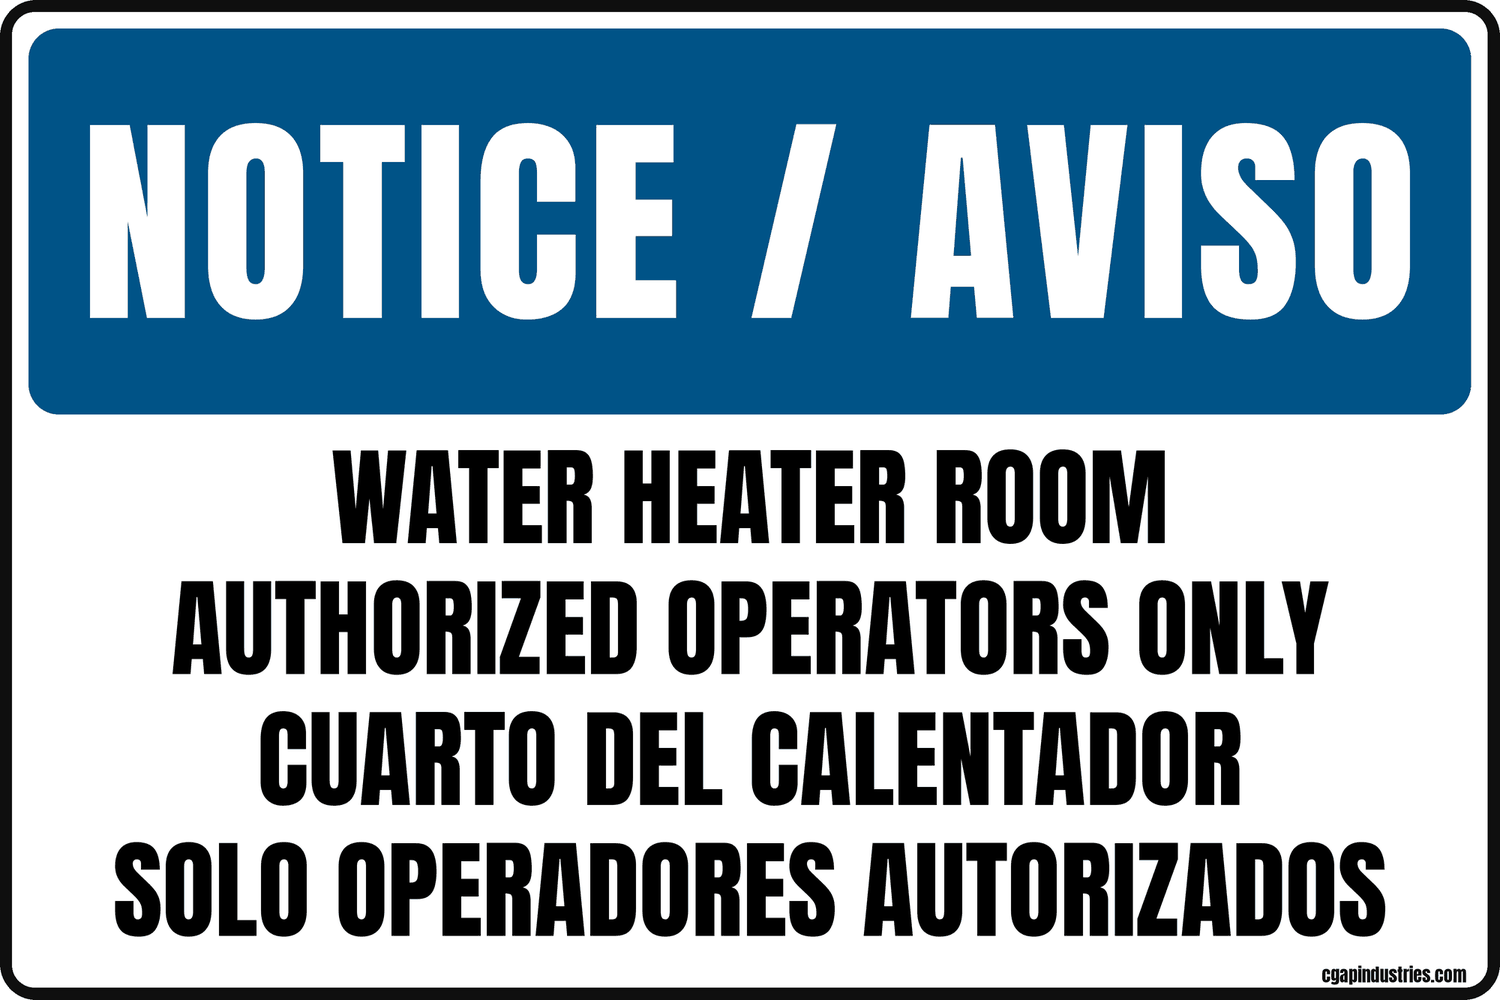 NOTICE / AVISO
WATER HEATER ROOM
AUTHORIZED OPERATORS ONLY
CUARTO DEL CALENTADOR
SOLO OPERADORES AUTORIZADOS
cgapindustries.com